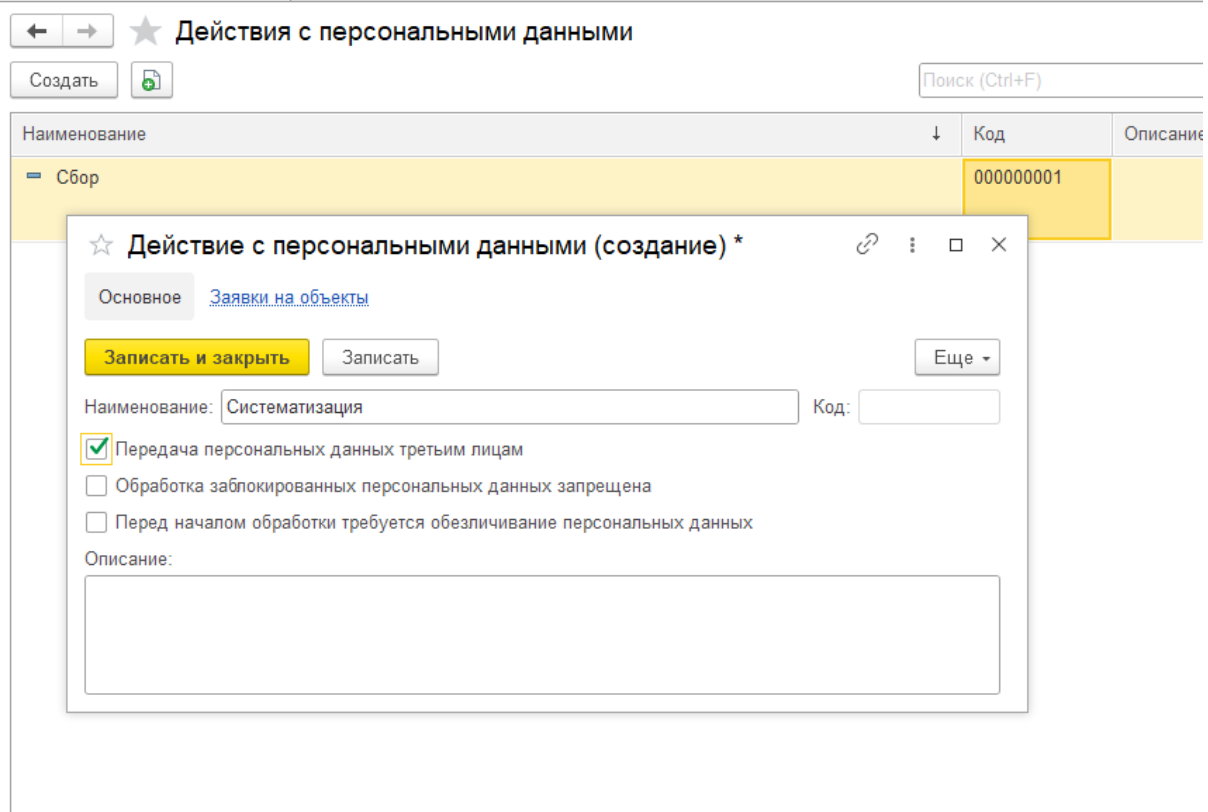 Действия с персональными данными
Создать
Поиск (Ctrl+F)
Наименование ↓ Код Описание
Сбор 000000001
Действие с персональными данными (создание) *
Основное Заявки на объекты
Записать и закрыть Записать Еще
Наименование: Систематизация Код:
Передача персональных данных третьим лицам
Обработка заблокированных персональных данных запрещена
Перед началом обработки требуется обезличивание персональных данных
Описание: